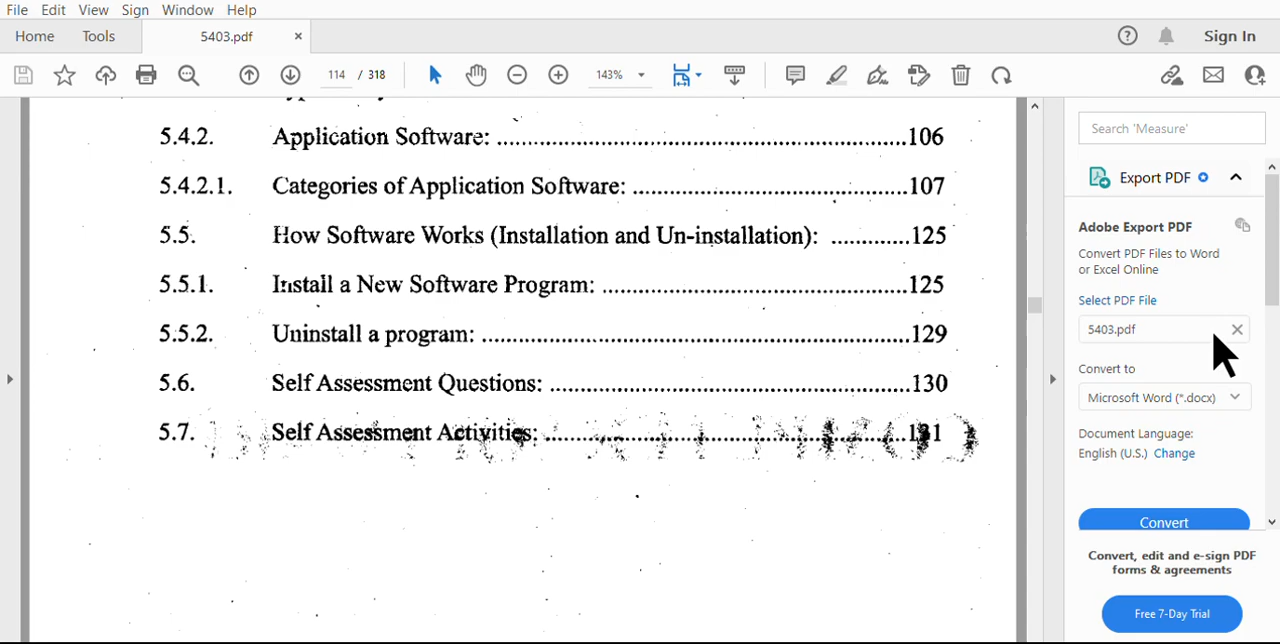 File Edit View Sign Window Help
Home Tools 5403.pdf × Sign In
114 / 318 143%
5.4.2. Application Software: ................................................106
5.4.2.1. Categories of Application Software: ................................107
5.5. How Software Works (Installation and Un-installation): .............125
5.5.1. Install a New Software Program: ....................................125
5.5.2. Uninstall a program: ..................................................129
5.6. Self Assessment Questions: ..........................................130
5.7. Self Assessment Activities: ..........................................131
Search 'Measure'
Export PDF
Adobe Export PDF
Convert PDF Files to Word
or Excel Online
Select PDF File
5403.pdf
Convert to
Microsoft Word (*.docx)
Document Language:
English (U.S.) Change
Convert
Convert, edit and e-sign PDF
forms & agreements
Free 7-Day Trial